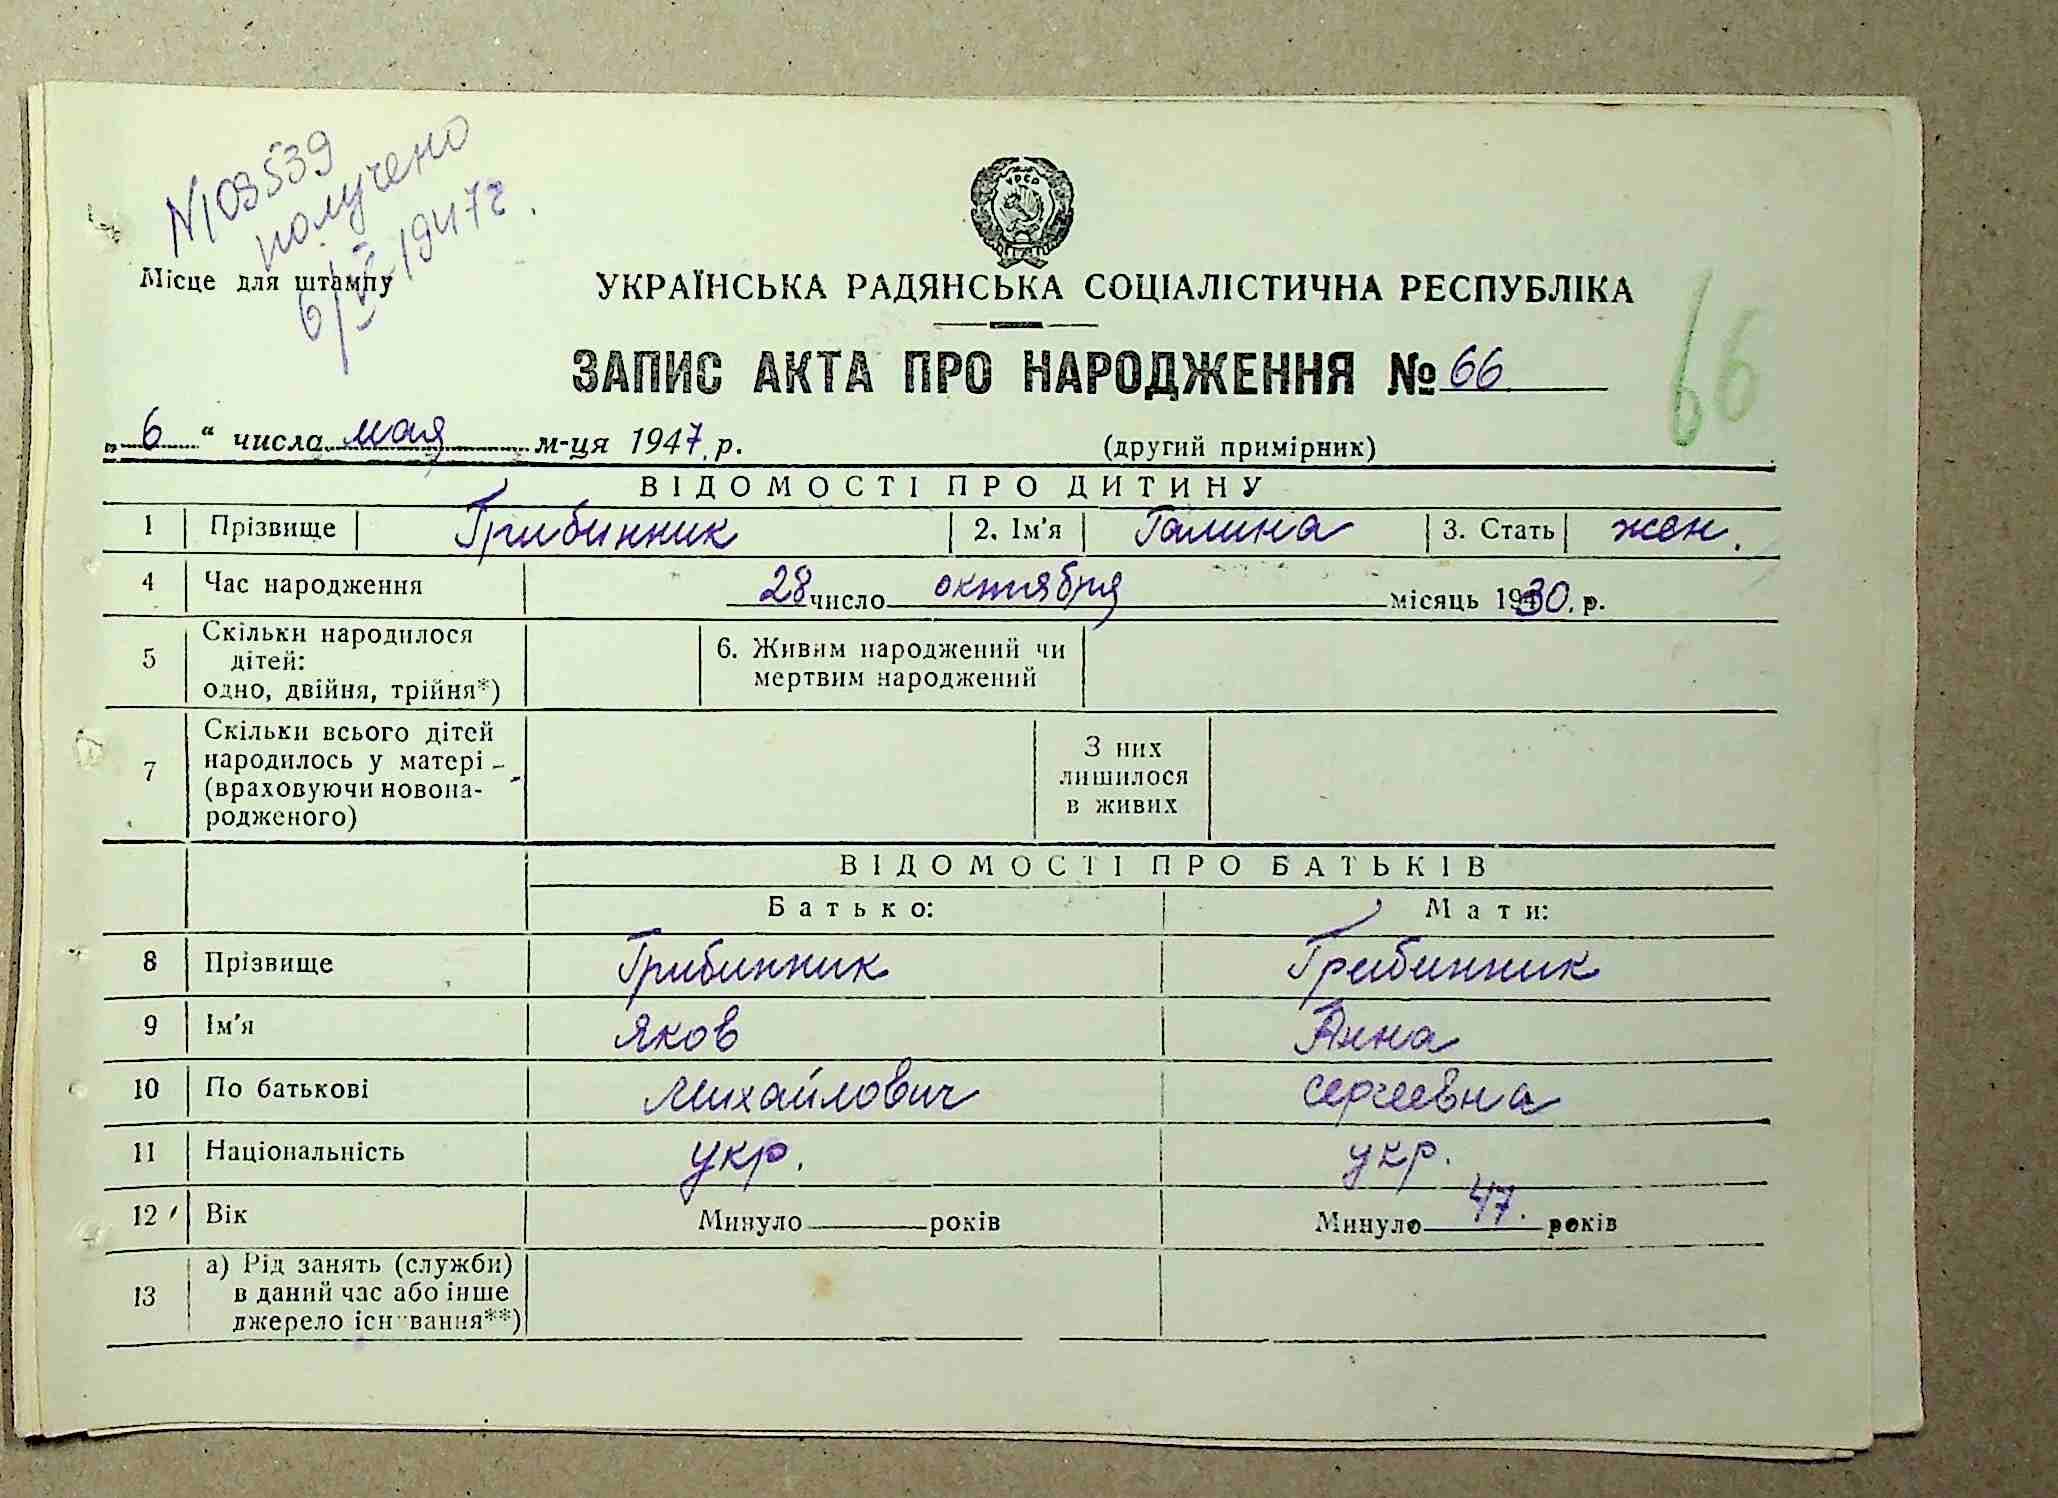 N108539
получено
6/V 1947г.
Місце для штампу
УРСР
УКРАЇНСЬКА РАДЯНСЬКА СОЦІАЛІСТИЧНА РЕСПУБЛІКА
ЗАПИС АКТА ПРО НАРОДЖЕННЯ № 66
66
„6“ числа мая м-ця 1947. р. (другий примірник)
ВІДОМОСТІ ПРО ДИТИНУ
1 Прізвище Грибинник 2. Ім'я Галина 3. Стать жен.
4 Час народження 28 число октября місяць 1930. р.
5 Скільки народилося дітей: одно, двійня, трійня*) 6. Живим народжений чи мертвим народжений
7 Скільки всього дітей народилось у матері (враховуючи новонародженого) З них лишилося в живих
ВІДОМОСТІ ПРО БАТЬКІВ
Батько: Мати:
8 Прізвище Грибинник Грибинник
9 Ім'я Яков Анна
10 По батькові Михайлович Сергеевна
11 Національність укр. укр.
12 Вік Минуло років Минуло 47. років
13 а) Рід занять (служби) в даний час або інше джерело існування**)